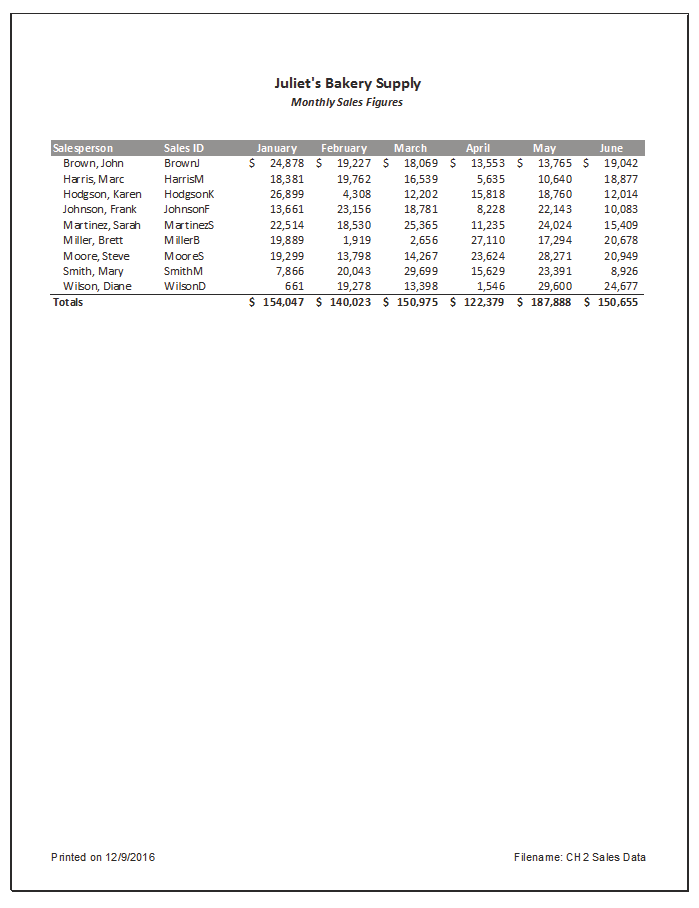 Juliet's Bakery Supply
Monthly Sales Figures
Salesperson Sales ID January February March April May June
Brown, John BrownJ $ 24,878 $ 19,227 $ 18,069 $ 13,553 $ 13,765 $ 19,042
Harris, Marc HarrisM 18,381 19,762 16,539 5,635 10,640 18,877
Hodgson, Karen HodgsonK 26,899 4,308 12,202 15,818 18,760 12,014
Johnson, Frank JohnsonF 13,661 23,156 18,781 8,228 22,143 10,083
Martinez, Sarah MartinezS 22,514 18,530 25,365 11,235 24,024 15,409
Miller, Brett MillerB 19,889 1,919 2,656 27,110 17,294 20,678
Moore, Steve MooreS 19,299 13,798 14,267 23,624 28,271 20,949
Smith, Mary SmithM 7,866 20,043 29,699 15,629 23,391 8,926
Wilson, Diane WilsonD 661 19,278 13,398 1,546 29,600 24,677
Totals $ 154,047 $ 140,023 $ 150,975 $ 122,379 $ 187,888 $ 150,655
Printed on 12/9/2016 Filename: CH2 Sales Data